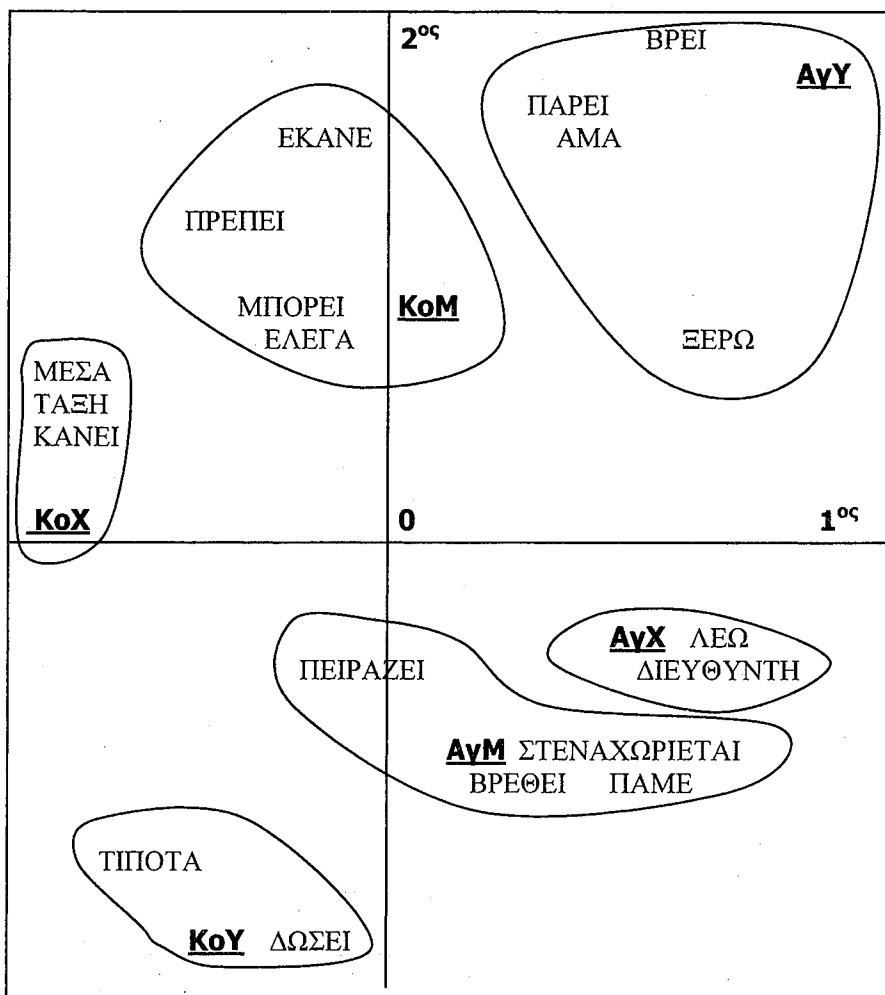 2ος
ΒΡΕΙ
ΑγΥ
ΠΑΡΕΙ
ΑΜΑ
ΕΚΑΝΕ
ΠΡΕΠΕΙ
ΜΠΟΡΕΙ ΚοΜ
ΕΛΕΓΑ
ΞΕΡΩ
ΜΕΣΑ
ΤΑΞΗ
ΚΑΝΕΙ
ΚοΧ
0 1ος
ΑγΧ ΛΕΩ
ΔΙΕΥΘΥΝΤΗ
ΠΕΙΡΑΖΕΙ
ΑγΜ ΣΤΕΝΑΧΩΡΙΕΤΑΙ
ΒΡΕΘΕΙ ΠΑΜΕ
ΤΙΠΟΤΑ
ΚοΥ ΔΩΣΕΙ